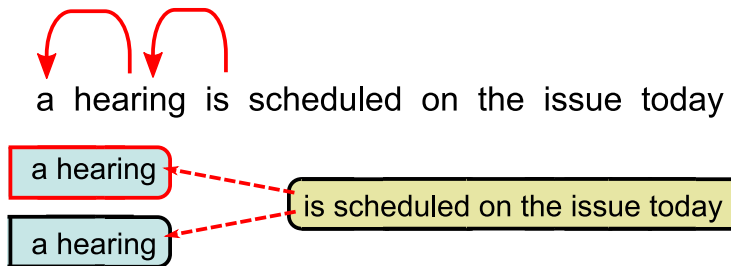 a hearing is scheduled on the issue today
a hearing
is scheduled on the issue today
a hearing